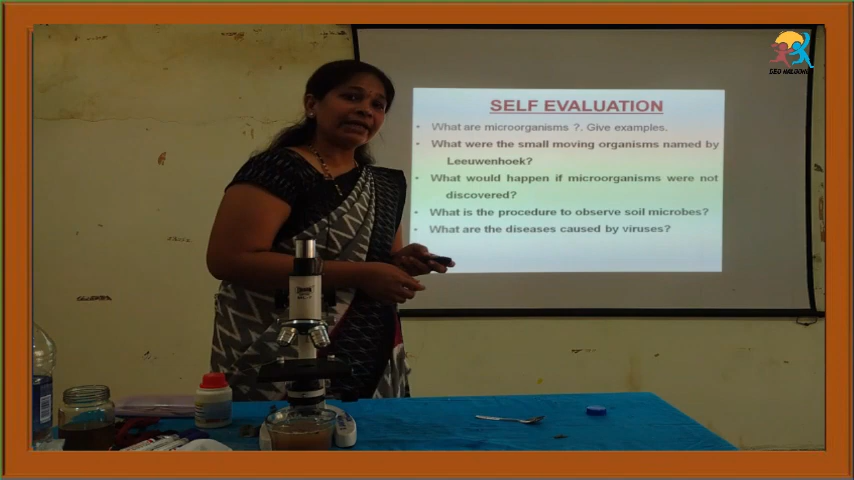 SELF EVALUATION
• What are microorganisms ?. Give examples.
• What were the small moving organisms named by
Leeuwenhoek?
• What would happen if microorganisms were not
discovered?
• What is the procedure to observe soil microbes?
• What are the diseases caused by viruses?